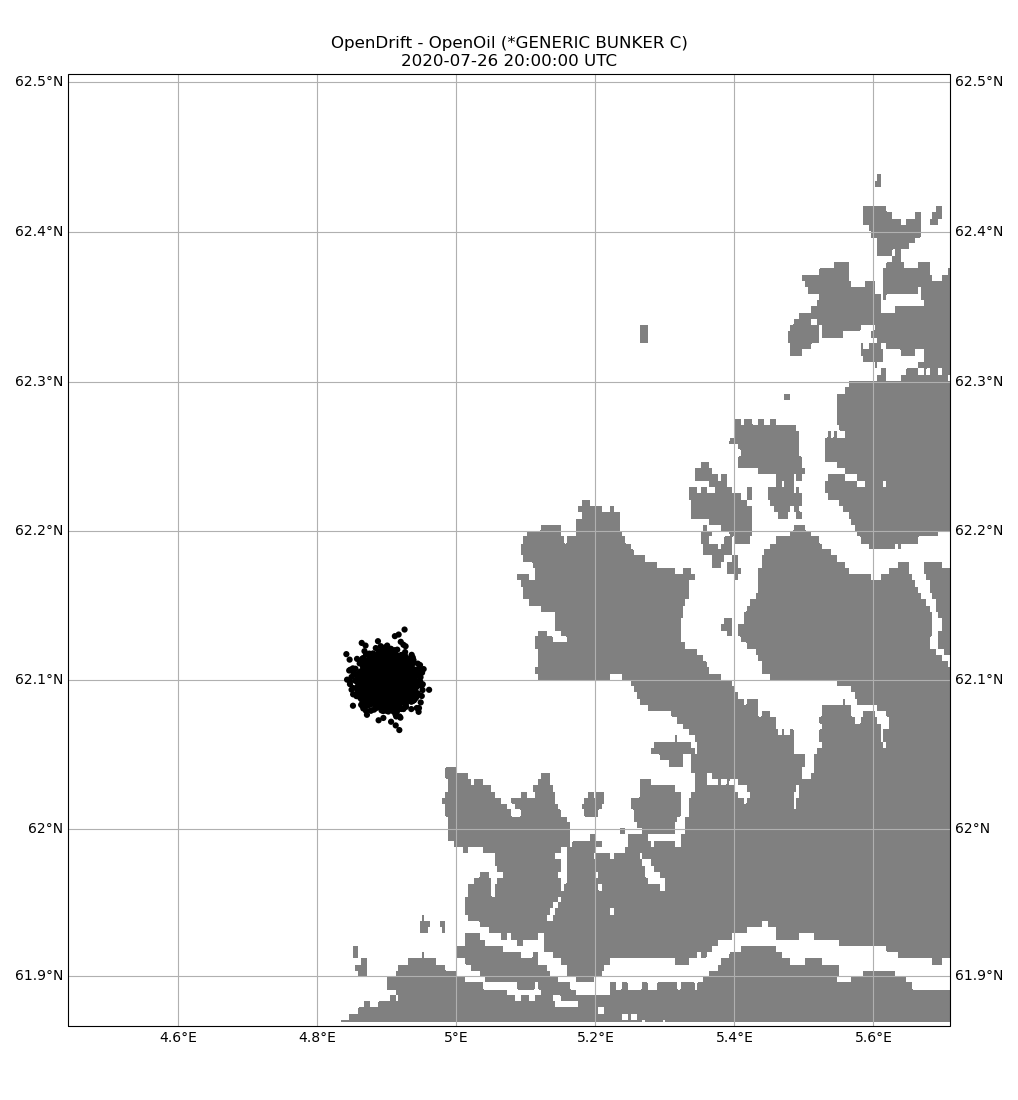 OpenDrift - OpenOil (*GENERIC BUNKER C)
2020-07-26 20:00:00 UTC
62.5°N 62.5°N
62.4°N 62.4°N
62.3°N 62.3°N
62.2°N 62.2°N
62.1°N 62.1°N
62°N 62°N
61.9°N 61.9°N
4.6°E 4.8°E 5°E 5.2°E 5.4°E 5.6°E